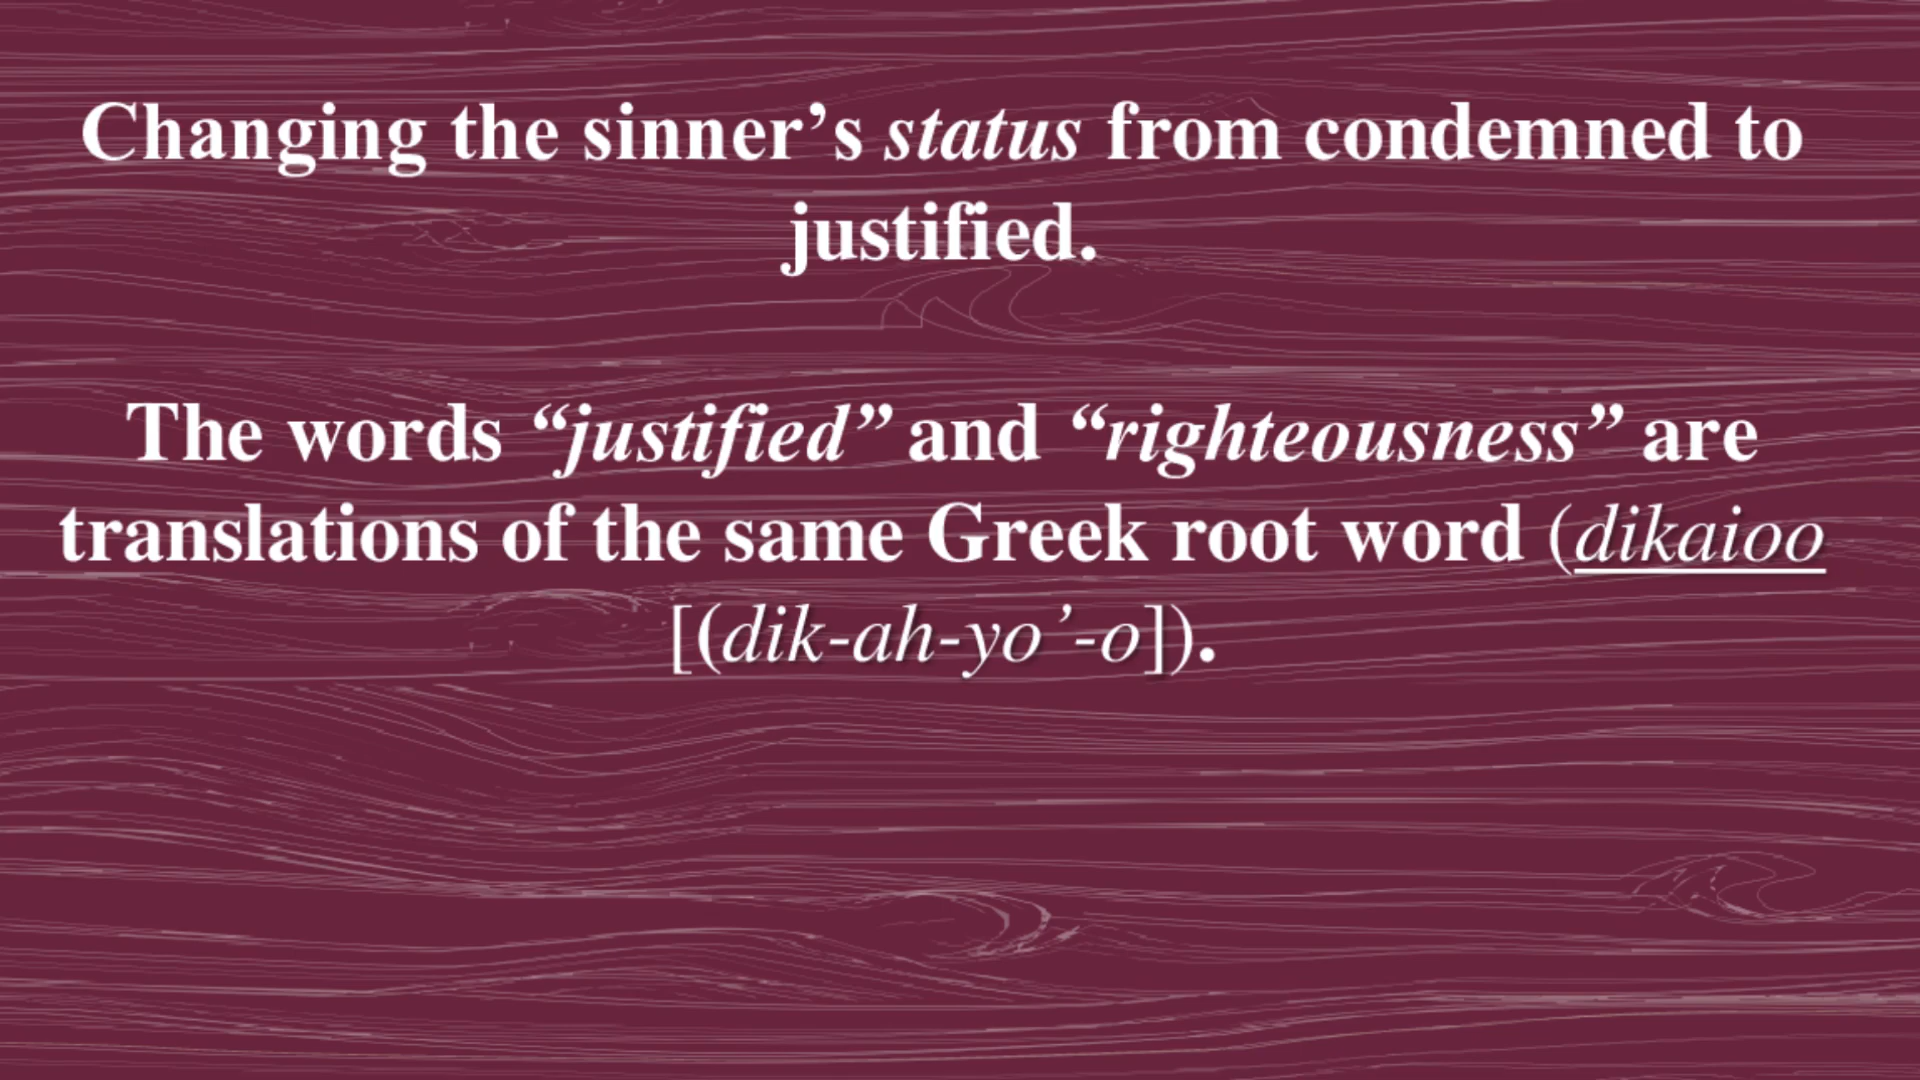 Changing the sinner’s status from condemned to
justified.
The words “justified” and “righteousness” are
translations of the same Greek root word (dikaioo
[(dik-ah-yo’-o]).